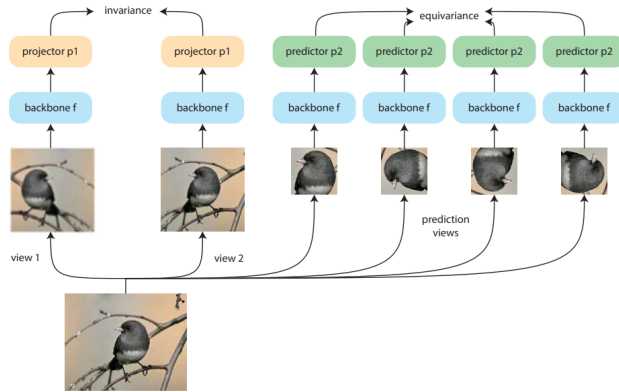 invariance
equivariance
projector p1
projector p1
predictor p2
predictor p2
predictor p2
predictor p2
backbone f
backbone f
backbone f
backbone f
backbone f
backbone f
view 1
view 2
prediction
views